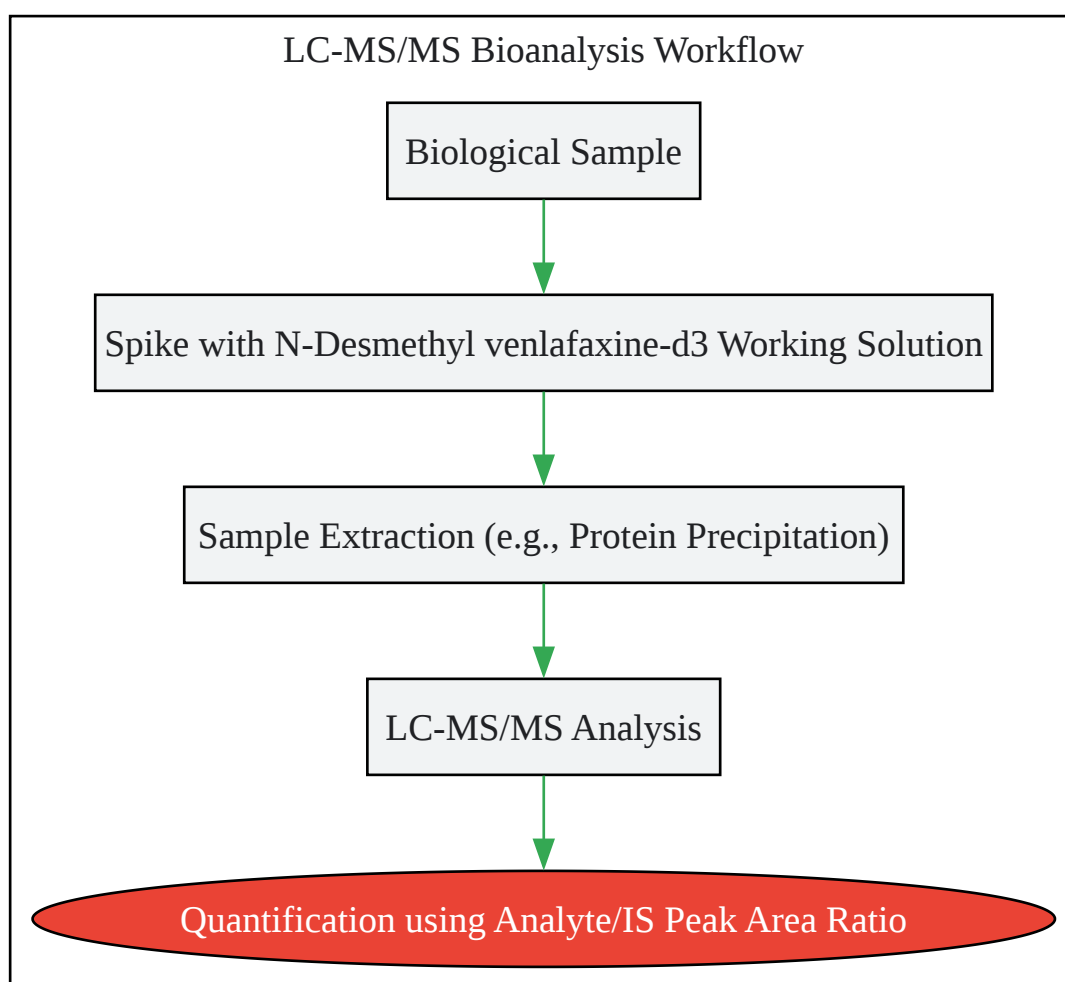 LC-MS/MS Bioanalysis Workflow
Biological Sample
Spike with N-Desmethyl venlafaxine-d3 Working Solution
Sample Extraction (e.g., Protein Precipitation)
LC-MS/MS Analysis
Quantification using Analyte/IS Peak Area Ratio